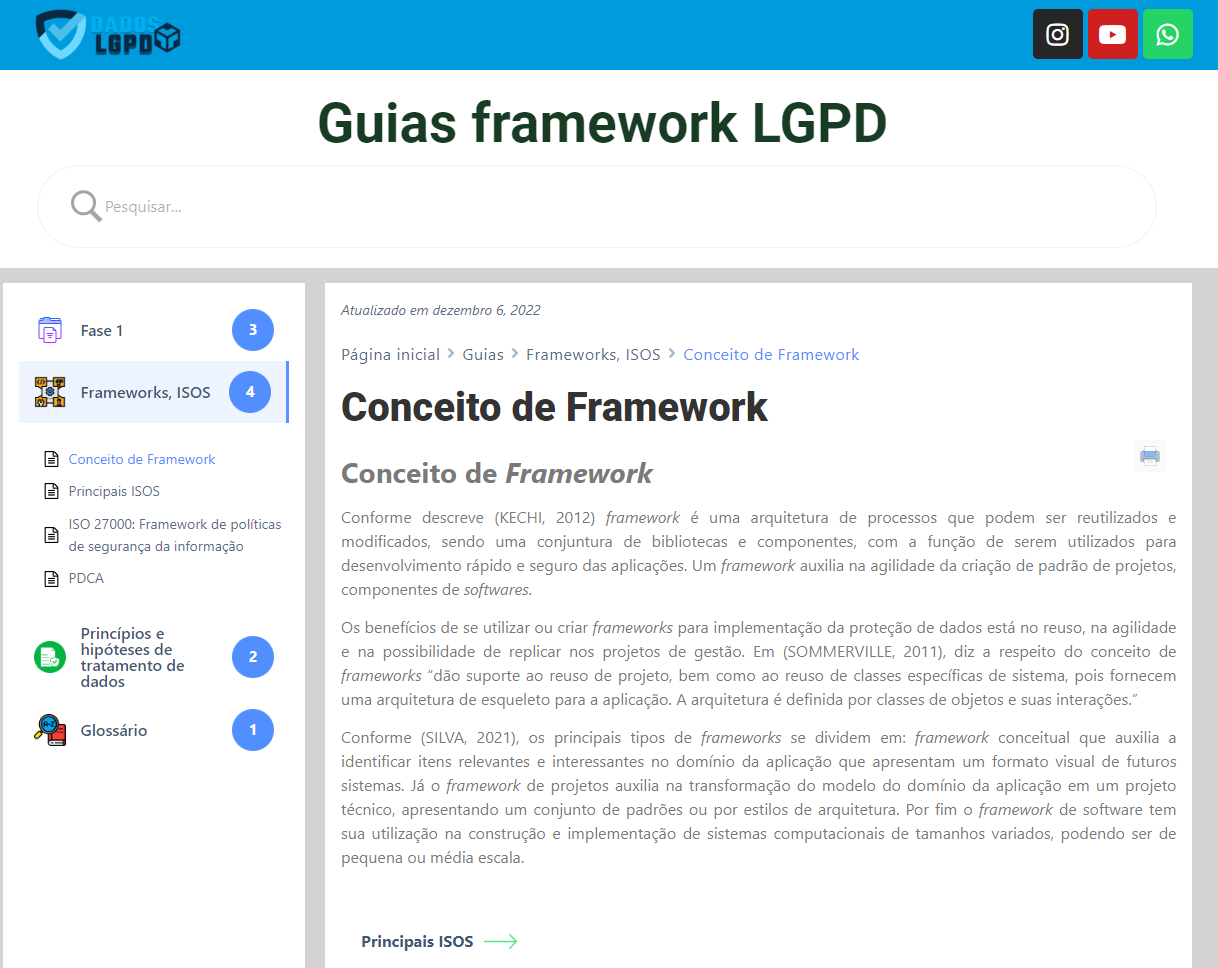 DADOS
LGPD
Guias framework LGPD
Pesquisar...
Fase 1
3
Frameworks, ISOS
4
Conceito de Framework
Principais ISOS
ISO 27000: Framework de políticas
de segurança da informação
PDCA
Princípios e
hipóteses de
tratamento de
dados
2
A-Z
Glossário
1
Atualizado em dezembro 6, 2022
Página inicial > Guias > Frameworks, ISOS > Conceito de Framework
Conceito de Framework
Conceito de Framework
Conforme descreve (KECHI, 2012) framework é uma arquitetura de processos que podem ser reutilizados e
modificados, sendo uma conjuntura de bibliotecas e componentes, com a função de serem utilizados para
desenvolvimento rápido e seguro das aplicações. Um framework auxilia na agilidade da criação de padrão de projetos,
componentes de softwares.
Os benefícios de se utilizar ou criar frameworks para implementação da proteção de dados está no reuso, na agilidade
e na possibilidade de replicar nos projetos de gestão. Em (SOMMERVILLE, 2011), diz a respeito do conceito de
frameworks “dão suporte ao reuso de projeto, bem como ao reuso de classes específicas de sistema, pois fornecem
uma arquitetura de esqueleto para a aplicação. A arquitetura é definida por classes de objetos e suas interações.”
Conforme (SILVA, 2021), os principais tipos de frameworks se dividem em: framework conceitual que auxilia a
identificar itens relevantes e interessantes no domínio da aplicação que apresentam um formato visual de futuros
sistemas. Já o framework de projetos auxilia na transformação do modelo do domínio da aplicação em um projeto
técnico, apresentando um conjunto de padrões ou por estilos de arquitetura. Por fim o framework de software tem
sua utilização na construção e implementação de sistemas computacionais de tamanhos variados, podendo ser de
pequena ou média escala.
Principais ISOS